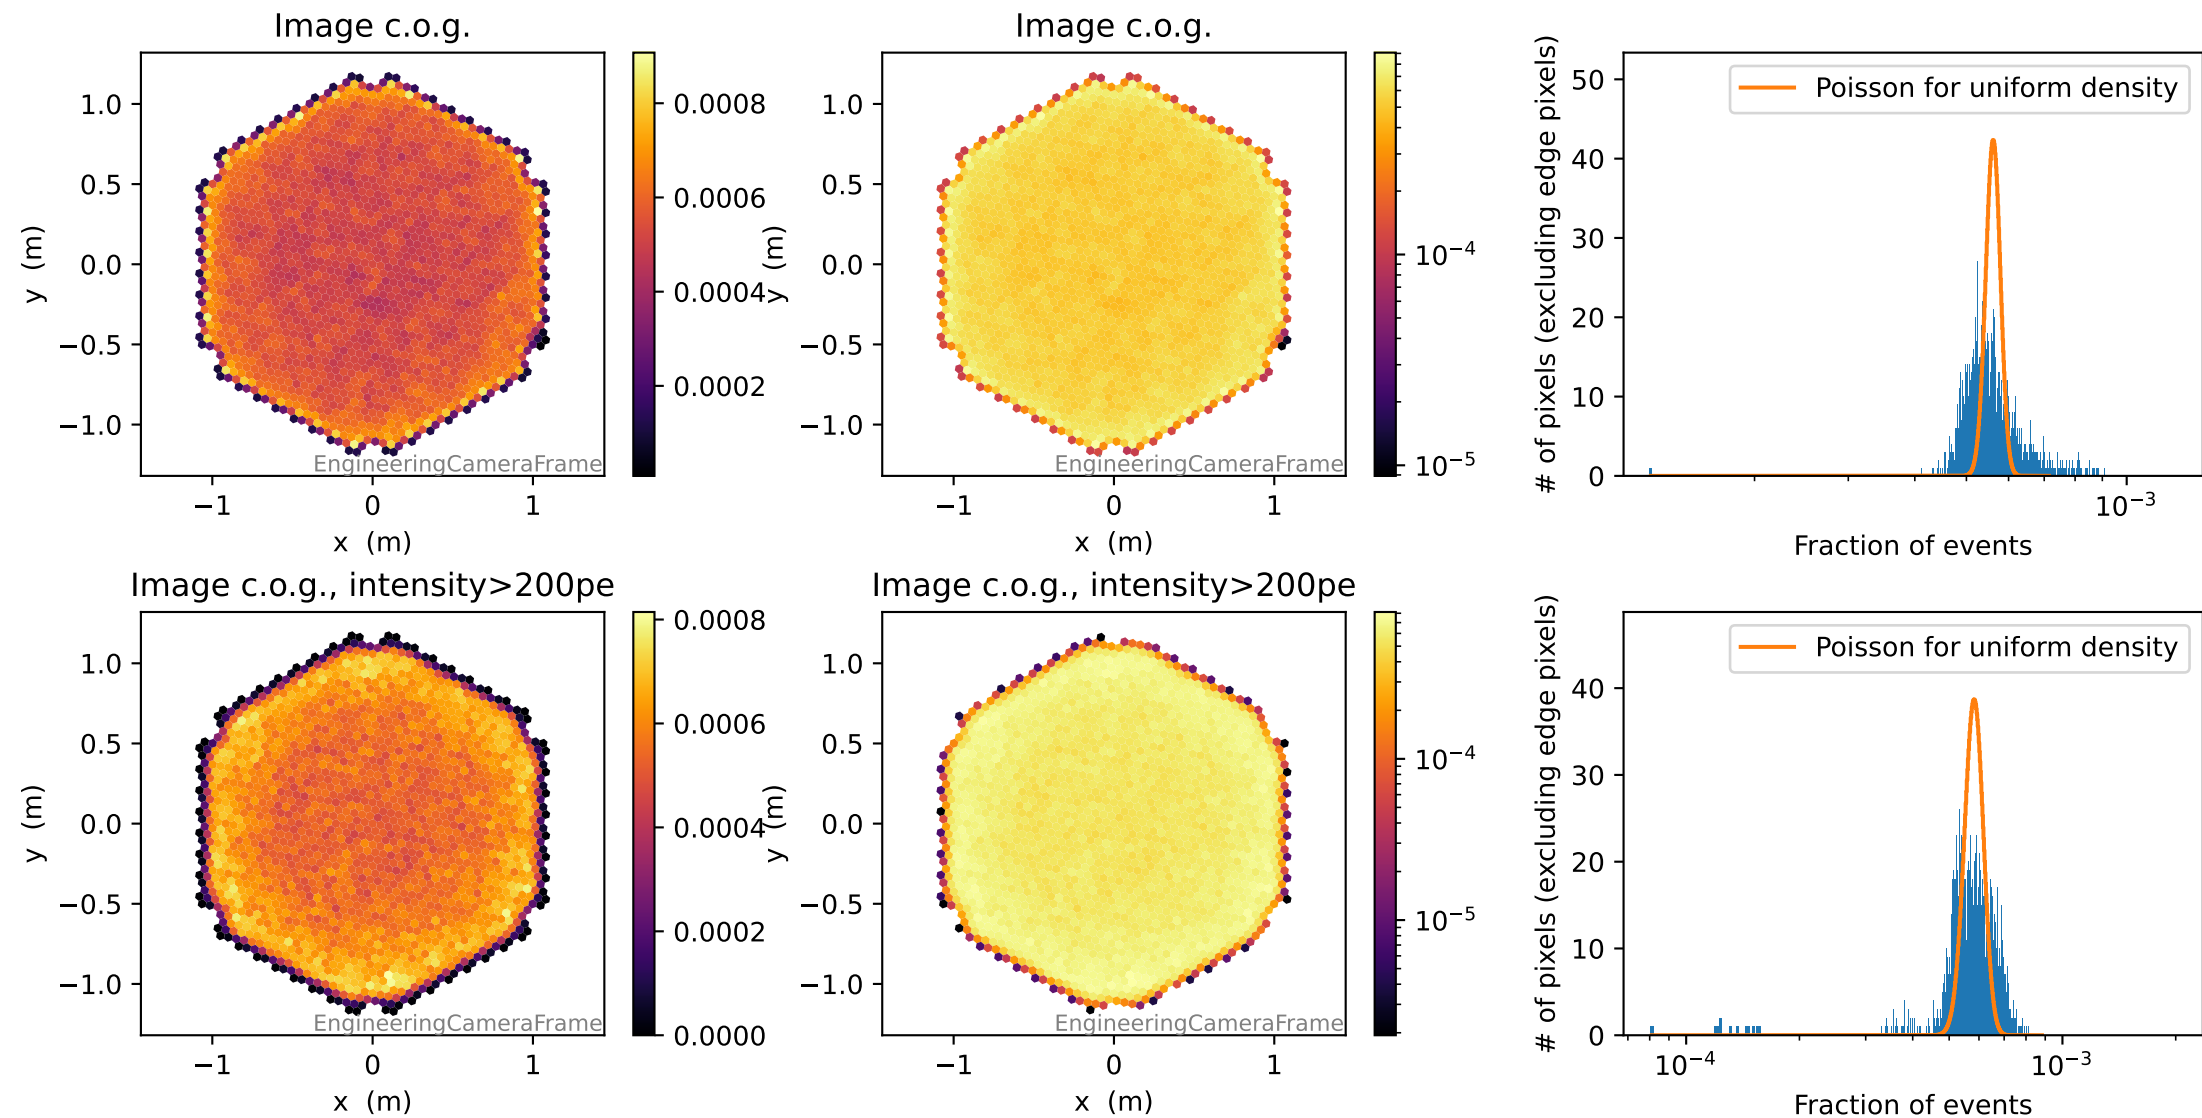 Image c.o.g.
1.0
0.5
0.0
−0.5
−1.0
y (m)
−1
0
1
x (m)
EngineeringCameraFrame
0.0008
0.0006
0.0004
0.0002
Image c.o.g.
1.0
0.5
0.0
−0.5
−1.0
y (m)
−1
0
1
x (m)
EngineeringCameraFrame
10⁻⁴
10⁻⁵
# of pixels (excluding edge pixels)
50
40
30
20
10
0
Poisson for uniform density
10⁻³
Fraction of events
Image c.o.g., intensity>200pe
1.0
0.5
0.0
−0.5
−1.0
y (m)
−1
0
1
x (m)
EngineeringCameraFrame
0.0008
0.0006
0.0004
0.0002
0.0000
Image c.o.g., intensity>200pe
1.0
0.5
0.0
−0.5
−1.0
y (m)
−1
0
1
x (m)
EngineeringCameraFrame
10⁻⁴
10⁻⁵
# of pixels (excluding edge pixels)
40
30
20
10
0
Poisson for uniform density
10⁻⁴
10⁻³
Fraction of events